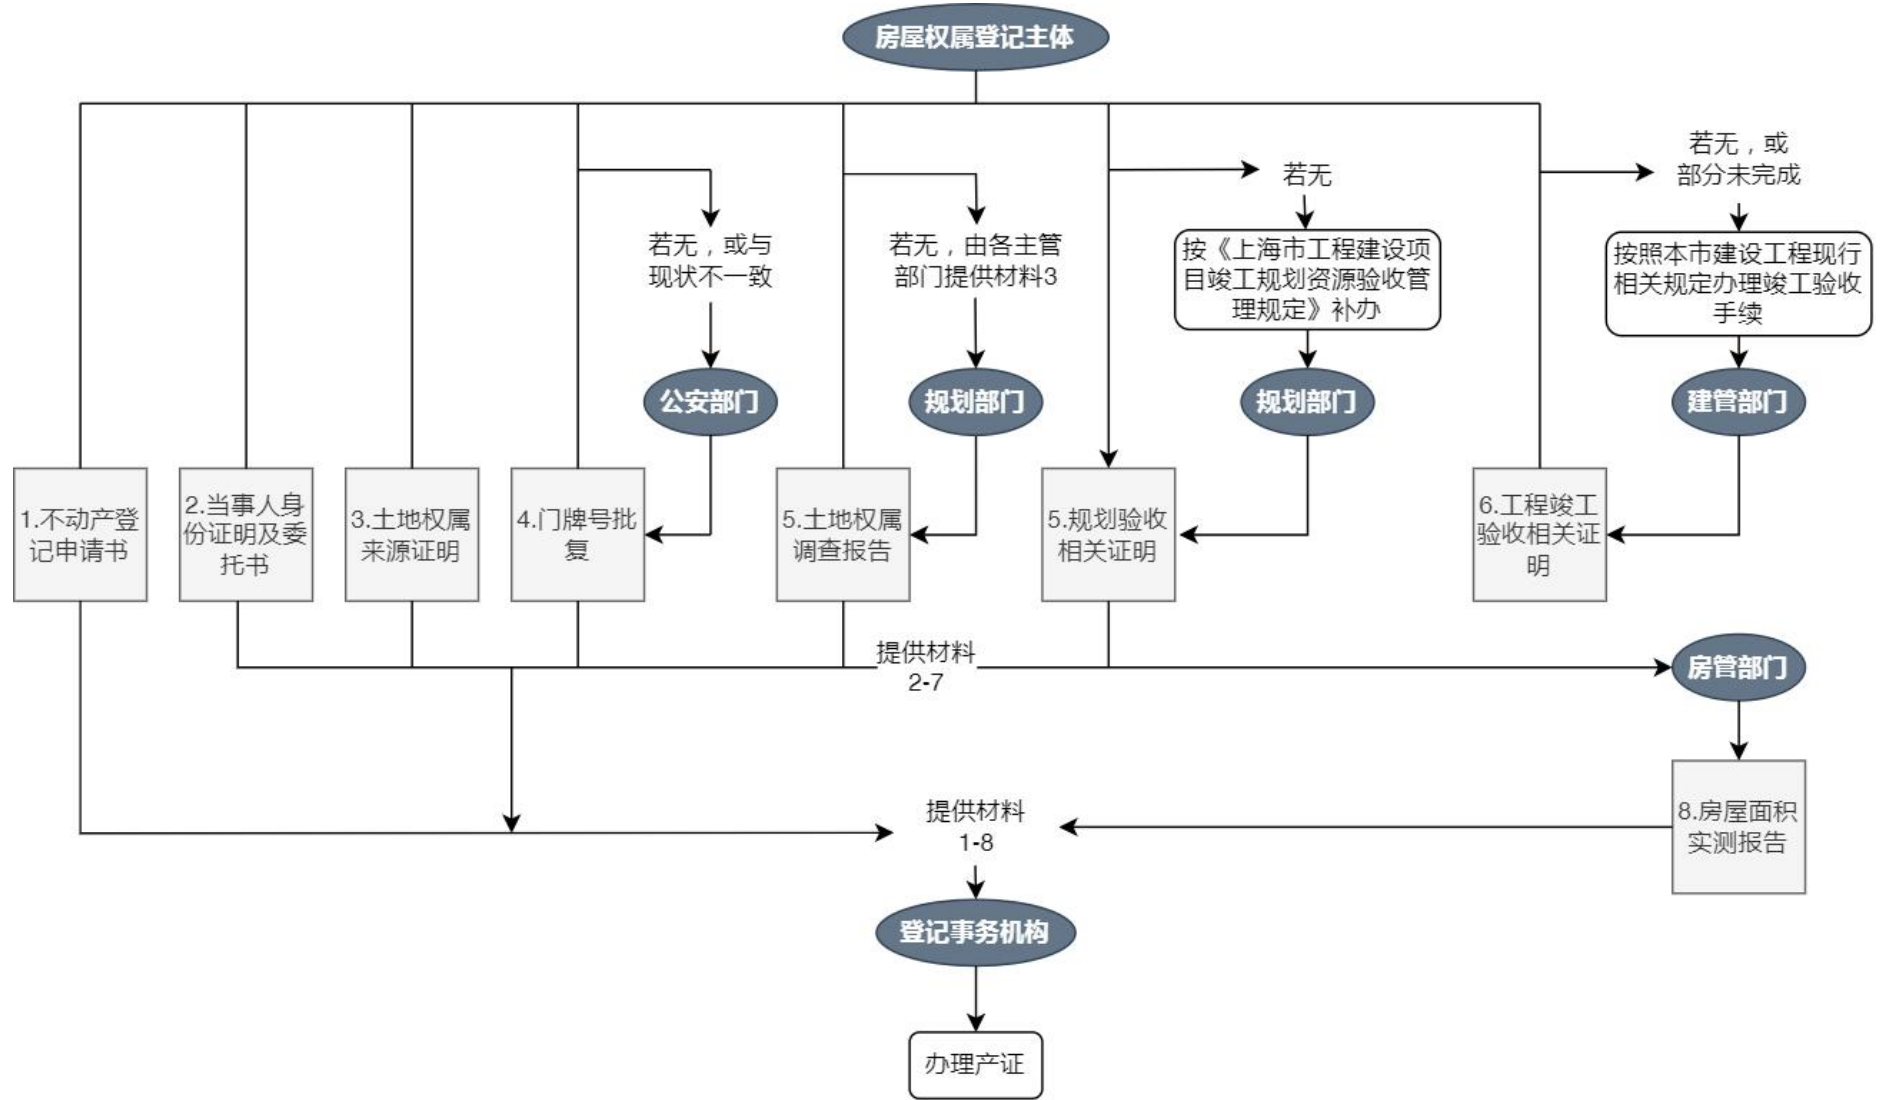 房屋权属登记主体
若无，或
部分未完成
若无
若无，或与
现状不一致
若无，由各主管
部门提供材料3
按《上海市工程建设项
目竣工规划资源验收管
理规定》补办
按照本市建设工程现行
相关规定办理竣工验收
手续
公安部门
规划部门
规划部门
建管部门
1.不动产登
记申请书
2.当事人身
份证明及委
托书
3.土地权属
来源证明
4.门牌号批
复
5.土地权属
调查报告
5.规划验收
相关证明
6.工程竣工
验收相关证
明
提供材料
2-7
房管部门
8.房屋面积
实测报告
提供材料
1-8
登记事务机构
办理产证